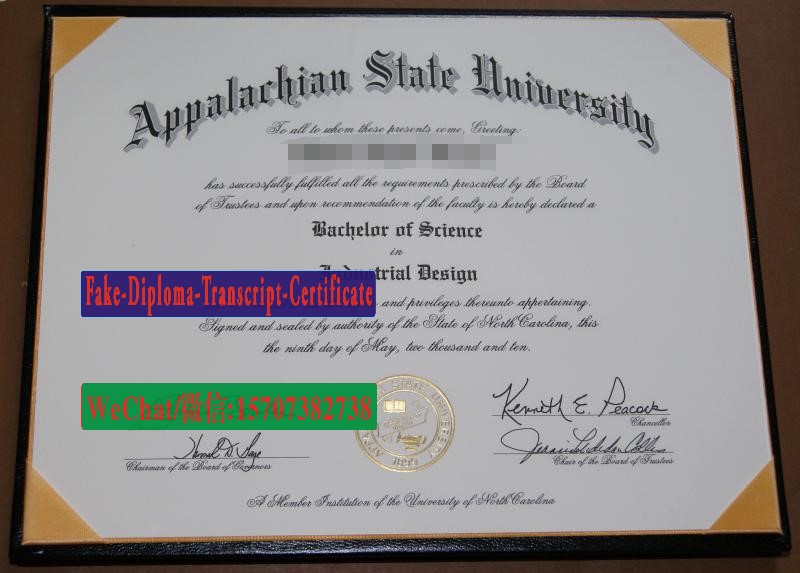 Appalachian State University
To all to whom these presents come, Greeting:
has successfully fulfilled all the requirements prescribed by the Board
of Trustees and upon recommendation of the faculty is hereby declared a
Bachelor of Science
in
Industrial Design
Fake-Diploma-Transcript-Certificate
and privileges thereunto appertaining.
Signed and sealed by authority of the State of North Carolina, this
the ninth day of May, two thousand and ten.
WeChat/微信:15707382738
Kenneth E. Peacock
Chancellor
Chairman of the Board of Governors
Chair of the Board of Trustees
STATE UNIVERSITY
1899
A Member Institution of the University of North Carolina